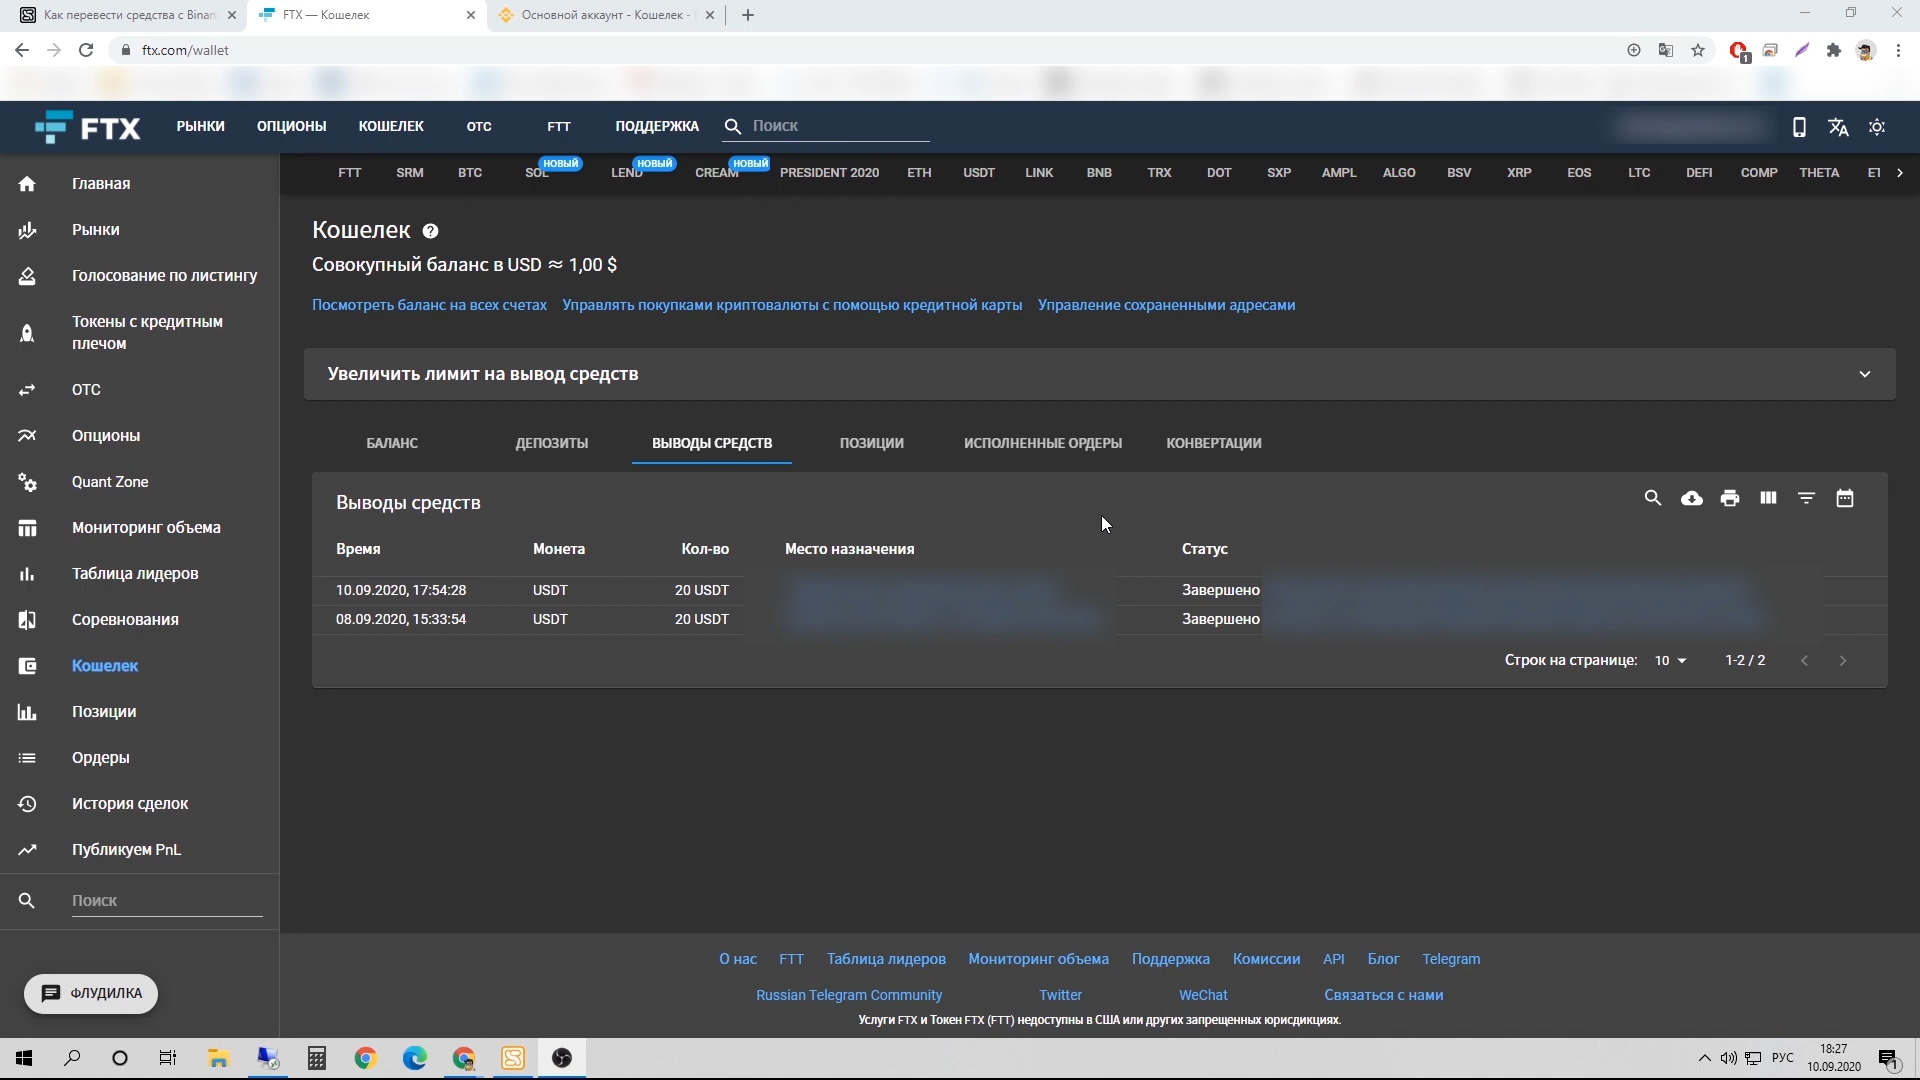 Как перевести средства с Binan
FTX — Кошелек
Основной аккаунт - Кошелек -
ftx.com/wallet
1
FTX
РЫНКИ
ОПЦИОНЫ
КОШЕЛЕК
OTC
FTT
ПОДДЕРЖКА
Поиск
FTT
SRM
BTC
SOL
НОВЫЙ
LEND
НОВЫЙ
CREAM
НОВЫЙ
PRESIDENT 2020
ETH
USDT
LINK
BNB
TRX
DOT
SXP
AMPL
ALGO
BSV
XRP
EOS
LTC
DEFI
COMP
THETA
Главная
Рынки
Голосование по листингу
Токены с кредитным
плечом
OTC
Опционы
Quant Zone
Мониторинг объема
Таблица лидеров
Соревнования
Кошелек
Позиции
Ордеры
История сделок
Публикуем PnL
Поиск
ФЛУДИЛКА
Кошелек ?
Совокупный баланс в USD ≈ 1,00 $
Посмотреть баланс на всех счетах Управлять покупками криптовалюты с помощью кредитной карты Управление сохраненными адресами
Увеличить лимит на вывод средств
БАЛАНС
ДЕПОЗИТЫ
ВЫВОДЫ СРЕДСТВ
ПОЗИЦИИ
ИСПОЛНЕННЫЕ ОРДЕРЫ
КОНВЕРТАЦИИ
Выводы средств
Время Монета Кол-во Место назначения Статус
10.09.2020, 17:54:28 USDT 20 USDT Завершено
08.09.2020, 15:33:54 USDT 20 USDT Завершено
Строк на странице: 10 1-2 / 2
О нас FTT Таблица лидеров Мониторинг объема Поддержка Комиссии API Блог Telegram
Russian Telegram Community Twitter WeChat Связаться с нами
Услуги FTX и Токен FTX (FTT) недоступны в США или других запрещенных юрисдикциях.
РУС
18:27
10.09.2020
1